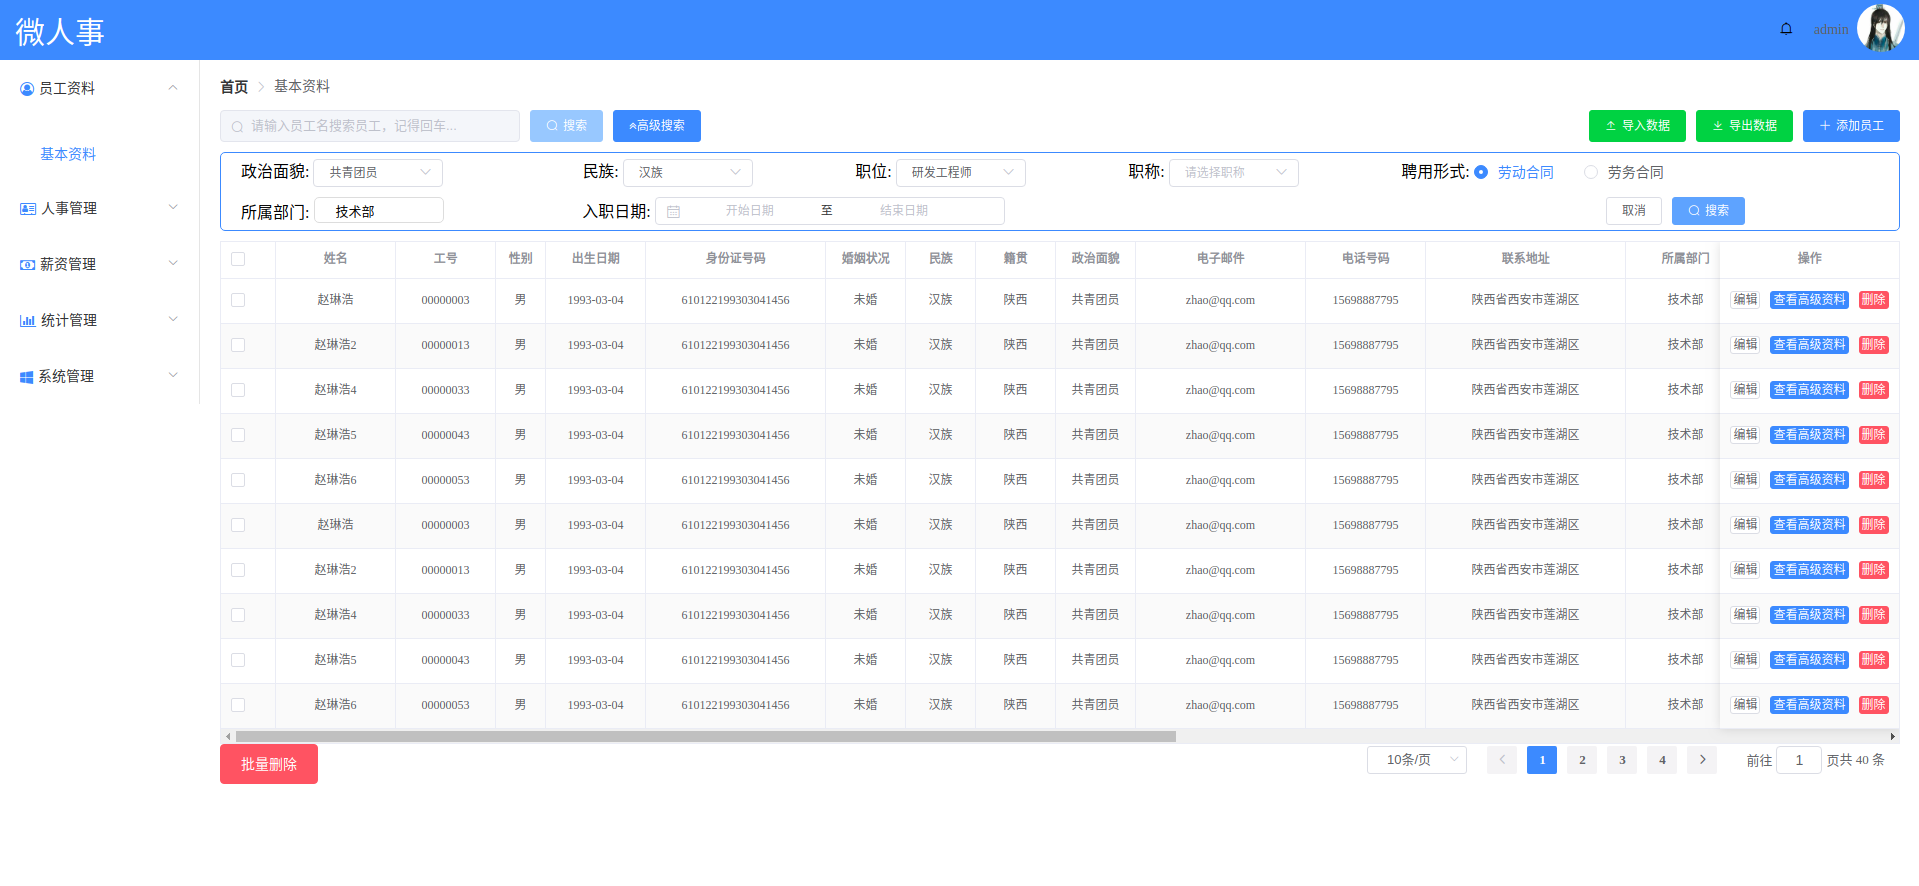 微人事
admin
员工资料
基本资料
人事管理
薪资管理
统计管理
系统管理
首页 基本资料
请输入员工名搜索员工，记得回车... 搜索 高级搜索 导入数据 导出数据 添加员工
政治面貌: 共青团员 民族: 汉族 职位: 研发工程师 职称: 请选择职称 聘用形式: 劳动合同 劳务合同
所属部门: 技术部 入职日期: 开始日期 至 结束日期 取消 搜索
姓名 工号 性别 出生日期 身份证号码 婚姻状况 民族 籍贯 政治面貌 电子邮件 电话号码 联系地址 所属部门 操作
赵琳浩 00000003 男 1993-03-04 610122199303041456 未婚 汉族 陕西 共青团员 zhao@qq.com 15698887795 陕西省西安市莲湖区 技术部 编辑 查看高级资料 删除
赵琳浩2 00000013 男 1993-03-04 610122199303041456 未婚 汉族 陕西 共青团员 zhao@qq.com 15698887795 陕西省西安市莲湖区 技术部 编辑 查看高级资料 删除
赵琳浩4 00000033 男 1993-03-04 610122199303041456 未婚 汉族 陕西 共青团员 zhao@qq.com 15698887795 陕西省西安市莲湖区 技术部 编辑 查看高级资料 删除
赵琳浩5 00000043 男 1993-03-04 610122199303041456 未婚 汉族 陕西 共青团员 zhao@qq.com 15698887795 陕西省西安市莲湖区 技术部 编辑 查看高级资料 删除
赵琳浩6 00000053 男 1993-03-04 610122199303041456 未婚 汉族 陕西 共青团员 zhao@qq.com 15698887795 陕西省西安市莲湖区 技术部 编辑 查看高级资料 删除
赵琳浩 00000003 男 1993-03-04 610122199303041456 未婚 汉族 陕西 共青团员 zhao@qq.com 15698887795 陕西省西安市莲湖区 技术部 编辑 查看高级资料 删除
赵琳浩2 00000013 男 1993-03-04 610122199303041456 未婚 汉族 陕西 共青团员 zhao@qq.com 15698887795 陕西省西安市莲湖区 技术部 编辑 查看高级资料 删除
赵琳浩4 00000033 男 1993-03-04 610122199303041456 未婚 汉族 陕西 共青团员 zhao@qq.com 15698887795 陕西省西安市莲湖区 技术部 编辑 查看高级资料 删除
赵琳浩5 00000043 男 1993-03-04 610122199303041456 未婚 汉族 陕西 共青团员 zhao@qq.com 15698887795 陕西省西安市莲湖区 技术部 编辑 查看高级资料 删除
赵琳浩6 00000053 男 1993-03-04 610122199303041456 未婚 汉族 陕西 共青团员 zhao@qq.com 15698887795 陕西省西安市莲湖区 技术部 编辑 查看高级资料 删除
批量删除 10条/页 1 2 3 4 前往 1 页共 40 条